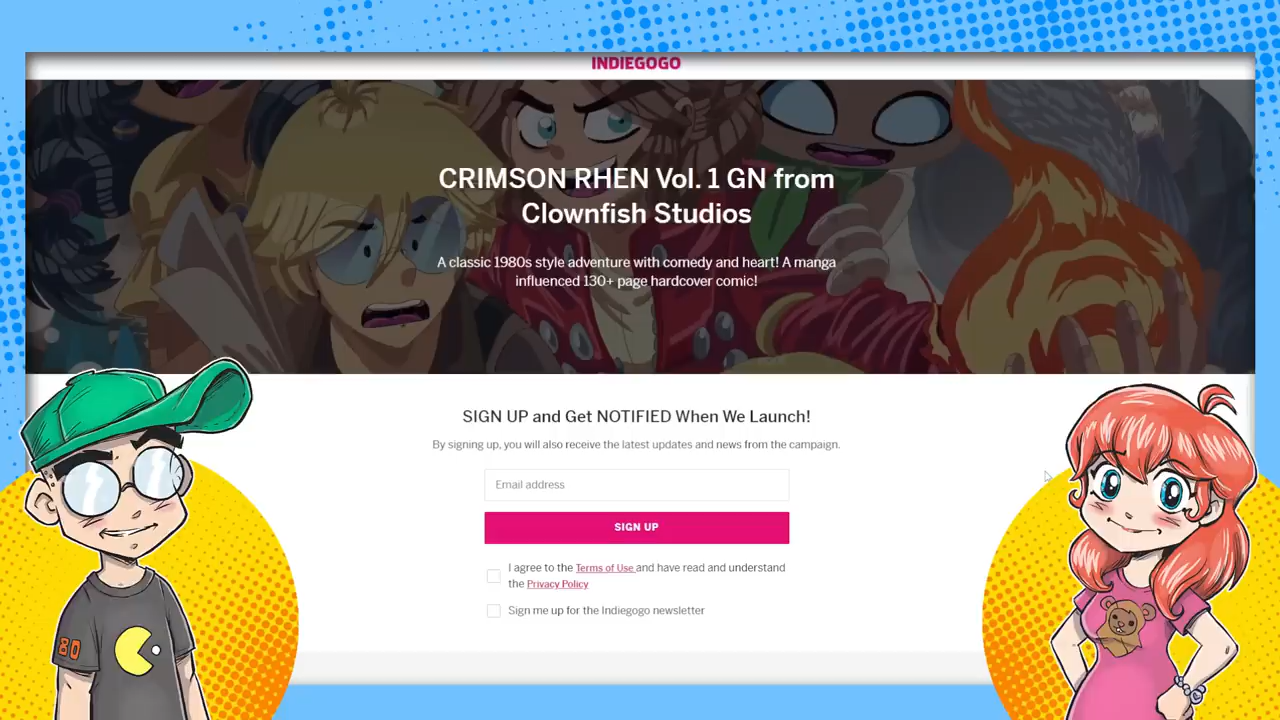 INDIEGOGO
CRIMSON RHEN Vol. 1 GN from
Clownfish Studios
A classic 1980s style adventure with comedy and heart! A manga
influenced 130+ page hardcover comic!
SIGN UP and Get NOTIFIED When We Launch!
By signing up, you will also receive the latest updates and news from the campaign.
Email address
SIGN UP
I agree to the Terms of Use and have read and understand
the Privacy Policy
Sign me up for the Indiegogo newsletter
80